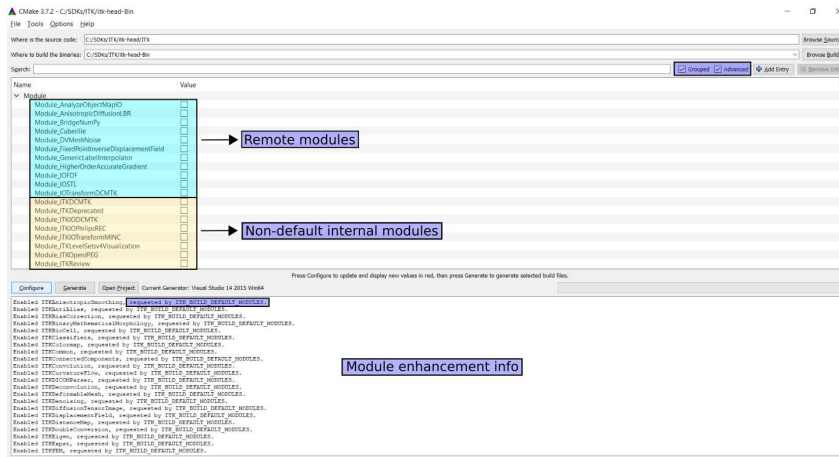 CMake 3.7.2 - C:/SDKs/ITK/itk-head-Bin
File Tools Options Help
Where is the source code: C:/SDKs/ITK/itk-head/ITK Browse Sourc
Where to build the binaries: C:/SDKs/ITK/itk-head-Bin Browse Build
Search: Grouped Advanced Add Entry Remove Ent
Name Value
Module
Module_AnalyzeObjectMapIO
Module_AnisotropicDiffusionLBR
Module_BridgeNumPy
Module_Cuberille
Module_DVMeshNoise
Remote modules
Module_FixedPointInverseDisplacementField
Module_GenericLabelInterpolator
Module_HigherOrderAccurateGradient
Module_IOFDF
Module_IOSTL
Module_IOTransformDCMTK
Module_ITKDCMTK
Module_ITKDeprecated
Module_ITKIODCMTK
Module_ITKIOPhilipsREC
Non-default internal modules
Module_ITKIOTransformMINC
Module_ITKLevelSetsv4Visualization
Module_ITKOpenJPEG
Module_ITKReview
Press Configure to update and display new values in red, then press Generate to generate selected build files.
Configure Generate Open Project Current Generator: Visual Studio 14 2015 Win64
Enabled ITKAnisotropicSmoothing, requested by ITK_BUILD_DEFAULT_MODULES.
Enabled ITKAntiAlias, requested by ITK_BUILD_DEFAULT_MODULES.
Enabled ITKBiasCorrection, requested by ITK_BUILD_DEFAULT_MODULES.
Enabled ITKBinaryMathematicalMorphology, requested by ITK_BUILD_DEFAULT_MODULES.
Enabled ITKBioCell, requested by ITK_BUILD_DEFAULT_MODULES.
Enabled ITKClassifiers, requested by ITK_BUILD_DEFAULT_MODULES.
Enabled ITKColormap, requested by ITK_BUILD_DEFAULT_MODULES.
Enabled ITKCommon, requested by ITK_BUILD_DEFAULT_MODULES.
Enabled ITKConnectedComponents, requested by ITK_BUILD_DEFAULT_MODULES.
Enabled ITKConvolution, requested by ITK_BUILD_DEFAULT_MODULES.
Module enhancement info
Enabled ITKCurvatureFlow, requested by ITK_BUILD_DEFAULT_MODULES.
Enabled ITKDICOMParser, requested by ITK_BUILD_DEFAULT_MODULES.
Enabled ITKDeconvolution, requested by ITK_BUILD_DEFAULT_MODULES.
Enabled ITKDeformableMesh, requested by ITK_BUILD_DEFAULT_MODULES.
Enabled ITKDenoising, requested by ITK_BUILD_DEFAULT_MODULES.
Enabled ITKDiffusionTensorImage, requested by ITK_BUILD_DEFAULT_MODULES.
Enabled ITKDisplacementField, requested by ITK_BUILD_DEFAULT_MODULES.
Enabled ITKDistanceMap, requested by ITK_BUILD_DEFAULT_MODULES.
Enabled ITKDoubleConversion, requested by ITK_BUILD_DEFAULT_MODULES.
Enabled ITKEigen, requested by ITK_BUILD_DEFAULT_MODULES.
Enabled ITKExpat, requested by ITK_BUILD_DEFAULT_MODULES.
Enabled ITKFEM, requested by ITK_BUILD_DEFAULT_MODULES.